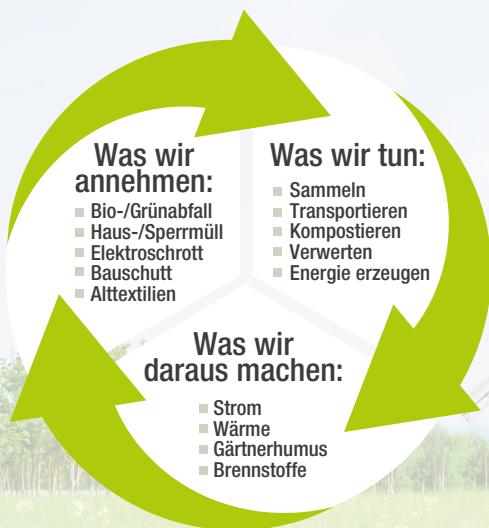 Was wir
annehmen:
Bio-/Grünabfall
Haus-/Sperrmüll
Elektroschrott
Bauschutt
Alttextilien
Was wir tun:
Sammeln
Transportieren
Kompostieren
Verwerten
Energie erzeugen
Was wir
daraus machen:
Strom
Wärme
Gärtnerhumus
Brennstoffe